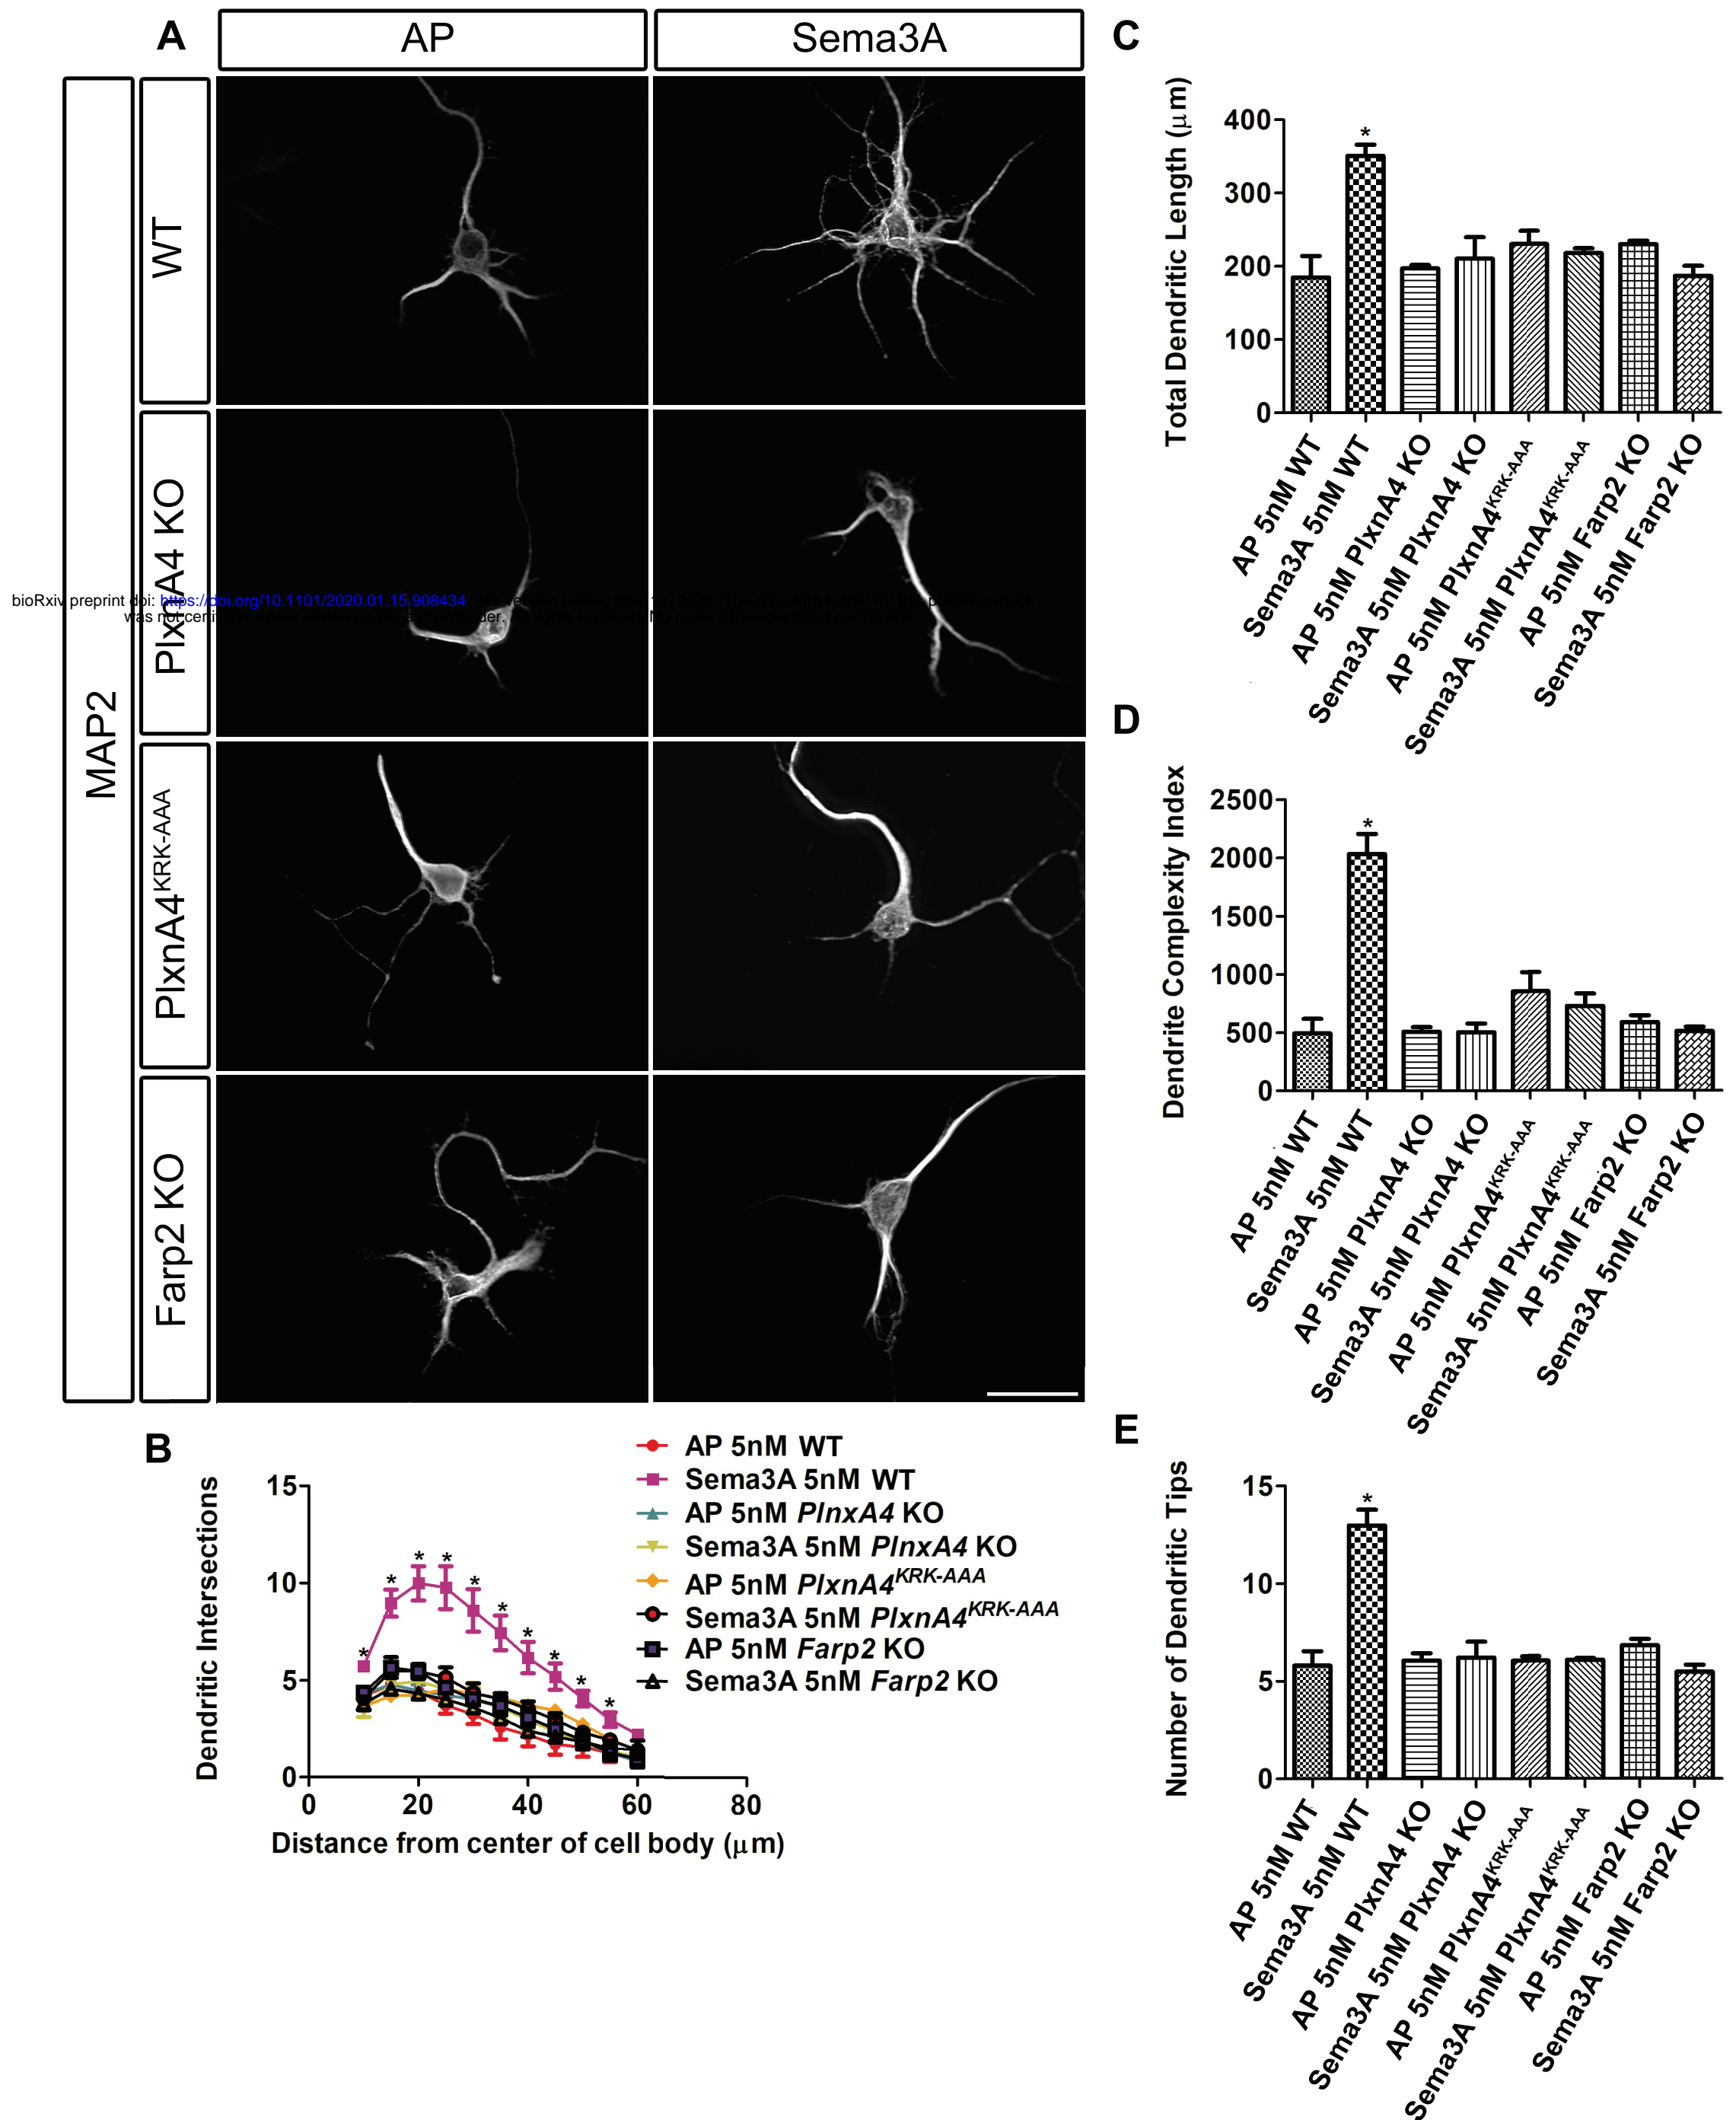 A
AP
Sema3A
MAP2
WT
PlxnA4 KO
PlxnA4KRK-AAA
Farp2 KO
bioRxiv preprint doi: https://doi.org/10.1101/2020.01.15.908434
was not certified
B
Dendritic Intersections
15
10
5
0
0 20 40 60 80
Distance from center of cell body (μm)
* * * * * * * * * *
AP 5nM WT
Sema3A 5nM WT
AP 5nM PlnxA4 KO
Sema3A 5nM PlnxA4 KO
AP 5nM PlxnA4KRK-AAA
Sema3A 5nM PlxnA4KRK-AAA
AP 5nM Farp2 KO
Sema3A 5nM Farp2 KO
C
Total Dendritic Length (μm)
400
300
200
100
0
*
AP 5nM WT
Sema3A 5nM WT
AP 5nM PlxnA4 KO
Sema3A 5nM PlxnA4 KO
AP 5nM PlxnA4KRK-AAA
Sema3A 5nM PlxnA4KRK-AAA
AP 5nM Farp2 KO
Sema3A 5nM Farp2 KO
D
Dendrite Complexity Index
2500
2000
1500
1000
500
0
*
AP 5nM WT
Sema3A 5nM WT
AP 5nM PlxnA4 KO
Sema3A 5nM PlxnA4 KO
AP 5nM PlxnA4KRK-AAA
Sema3A 5nM PlxnA4KRK-AAA
AP 5nM Farp2 KO
Sema3A 5nM Farp2 KO
E
Number of Dendritic Tips
15
10
5
0
*
AP 5nM WT
Sema3A 5nM WT
AP 5nM PlxnA4 KO
Sema3A 5nM PlxnA4 KO
AP 5nM PlxnA4KRK-AAA
Sema3A 5nM PlxnA4KRK-AAA
AP 5nM Farp2 KO
Sema3A 5nM Farp2 KO